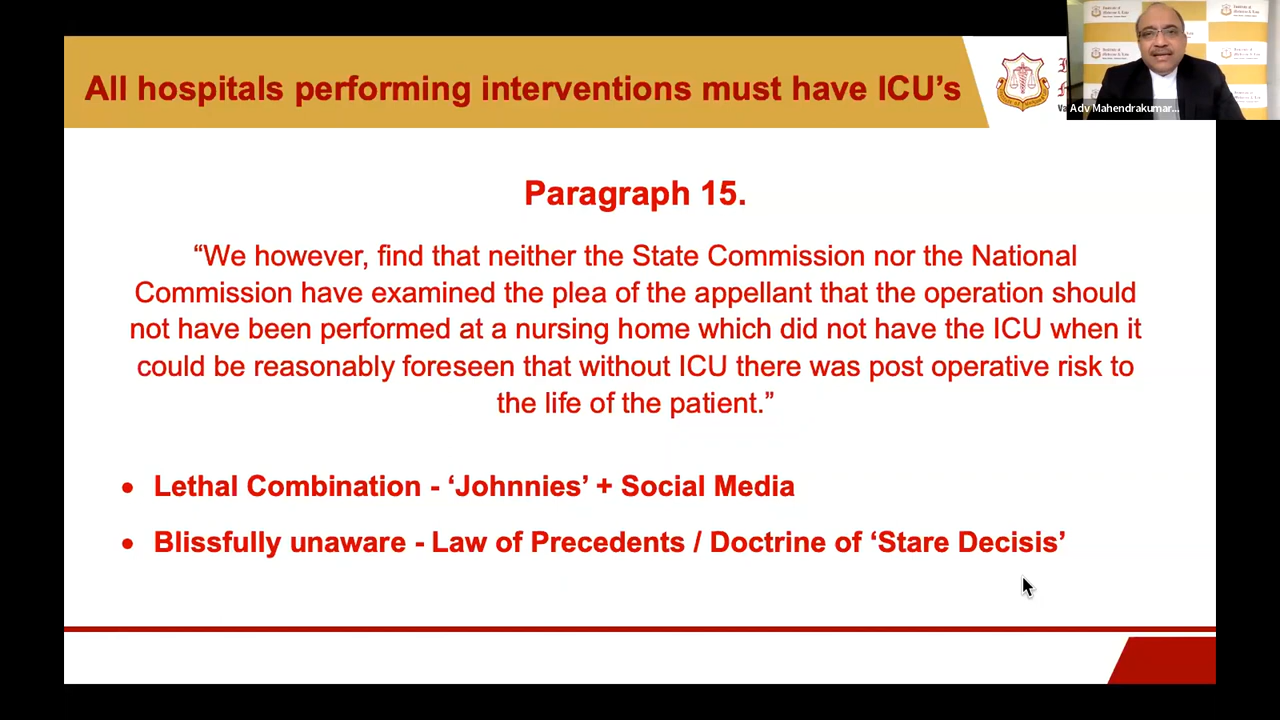 All hospitals performing interventions must have ICU's
Adv Mahendrakumar...
Paragraph 15.
“We however, find that neither the State Commission nor the National
Commission have examined the plea of the appellant that the operation should
not have been performed at a nursing home which did not have the ICU when it
could be reasonably foreseen that without ICU there was post operative risk to
the life of the patient.”
• Lethal Combination - ‘Johnnies’ + Social Media
• Blissfully unaware - Law of Precedents / Doctrine of ‘Stare Decisis’